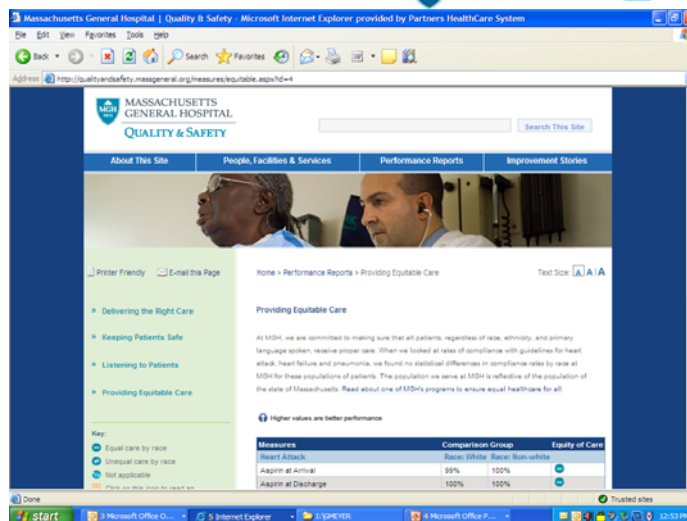 Massachusetts General Hospital | Quality & Safety - Microsoft Internet Explorer provided by Partners HealthCare System
File Edit View Favorites Tools Help
Back Search Favorites
Address http://qualityandsafety.massgeneral.org/measures/equitable.aspx?id=4
MASSACHUSETTS
GENERAL HOSPITAL
QUALITY & SAFETY
MGH
Search This Site
About This Site People, Facilities & Services Performance Reports Improvement Stories
Printer Friendly E-mail this Page Home > Performance Reports > Providing Equitable Care Text Size: A A A
» Delivering the Right Care
» Keeping Patients Safe
» Listening to Patients
» Providing Equitable Care
Providing Equitable Care
At MGH, we are committed to making sure that all patients, regardless of race, ethnicity, and primary
language spoken, receive proper care. When we looked at rates of compliance with guidelines for heart
attack, heart failure and pneumonia, we found no statistical differences in compliance rates by race at
MGH for these populations of patients. The population we serve at MGH is reflective of the population of
the state of Massachusetts. Read about one of MGH's programs to ensure equal healthcare for all.
Higher values are better performance
Key:
Equal care by race
Unequal care by race
Not applicable
Click on this icon to read an
Measures Comparison Group Equity of Care
Heart Attack Race: White Race: Non-white
Aspirin at Arrival 99% 100%
Aspirin at Discharge 100% 100%
Done Trusted sites
start 3 Microsoft Office O... 5 Internet Explorer I:\GMEYER 4 Microsoft Office P... 12:53 PM